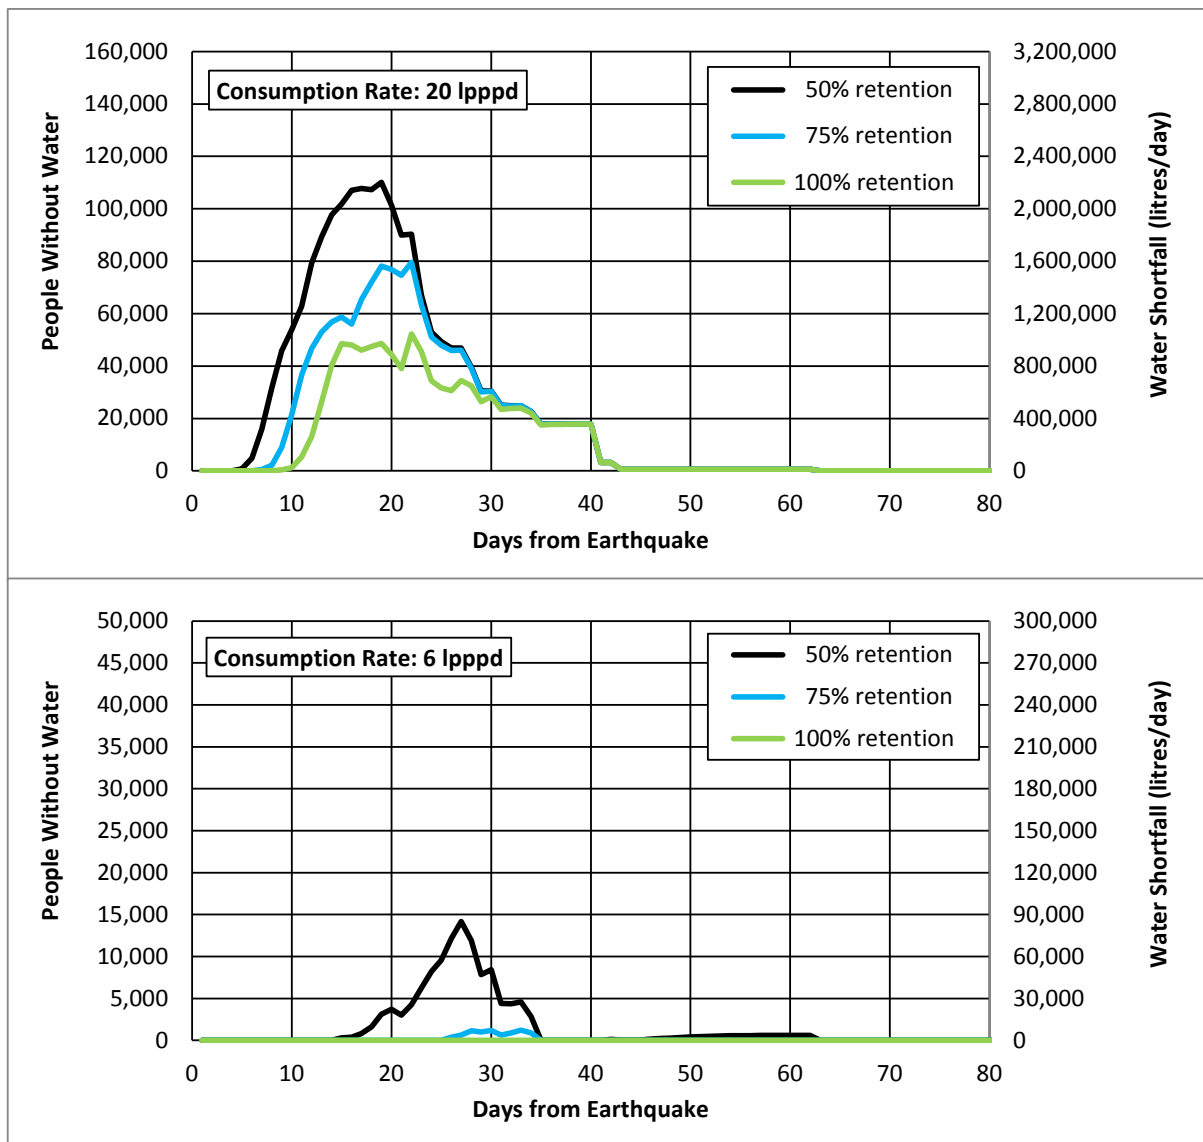 160,000
140,000
120,000
100,000
80,000
60,000
40,000
20,000
0
People Without Water
Consumption Rate: 20 lpppd
50% retention
75% retention
100% retention
3,200,000
2,800,000
2,400,000
2,000,000
1,600,000
1,200,000
800,000
400,000
0
Water Shortfall (litres/day)
0 10 20 30 40 50 60 70 80
Days from Earthquake
50,000
45,000
40,000
35,000
30,000
25,000
20,000
15,000
10,000
5,000
0
People Without Water
Consumption Rate: 6 lpppd
50% retention
75% retention
100% retention
300,000
270,000
240,000
210,000
180,000
150,000
120,000
90,000
60,000
30,000
0
Water Shortfall (litres/day)
0 10 20 30 40 50 60 70 80
Days from Earthquake